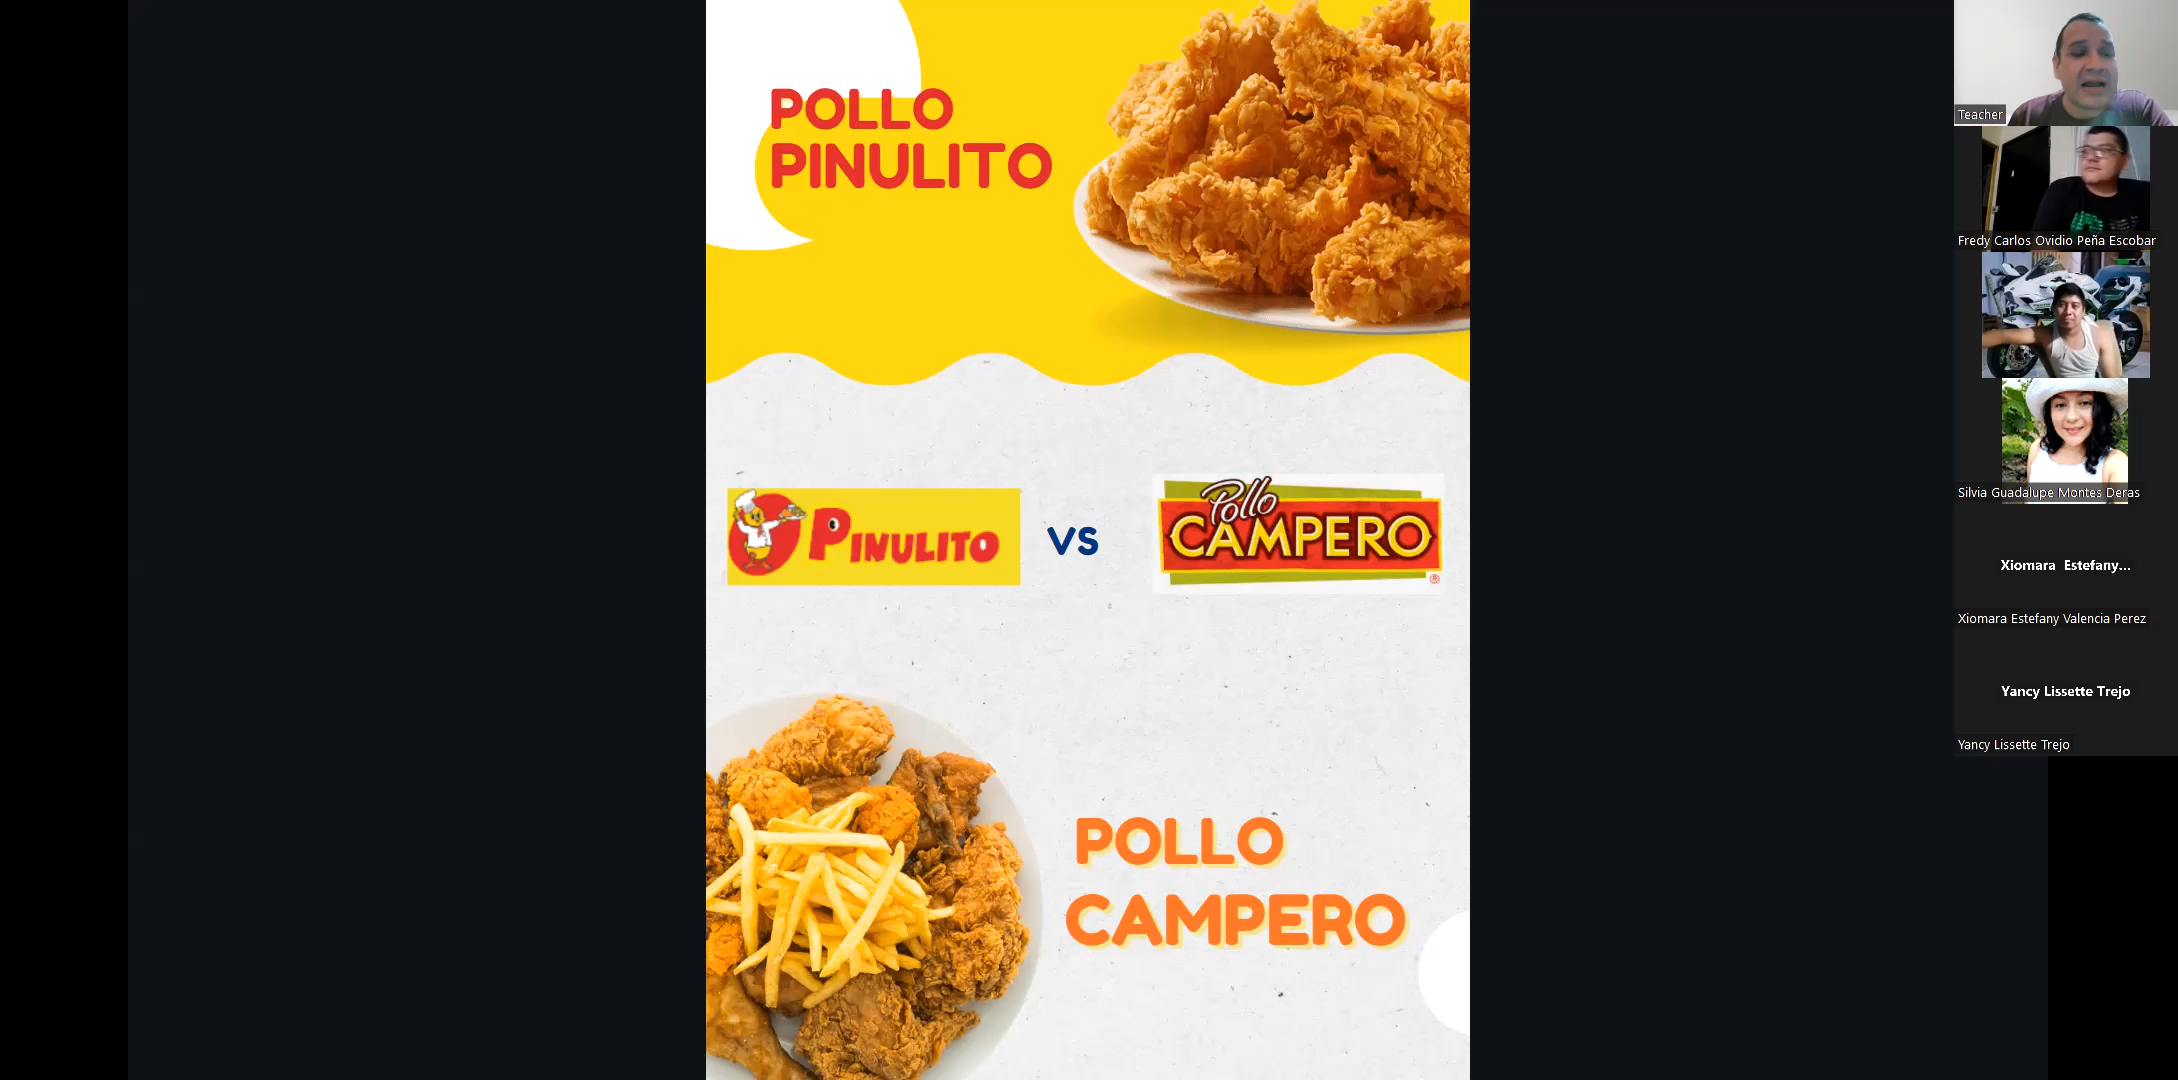 POLLO
PINULITO
PINULITO
VS
Pollo
CAMPERO
®
POLLO
CAMPERO
Teacher
Fredy Carlos Ovidio Peña Escobar
Silvia Guadalupe Montes Deras
Xiomara Estefany...
Xiomara Estefany Valencia Perez
Yancy Lissette Trejo
Yancy Lissette Trejo